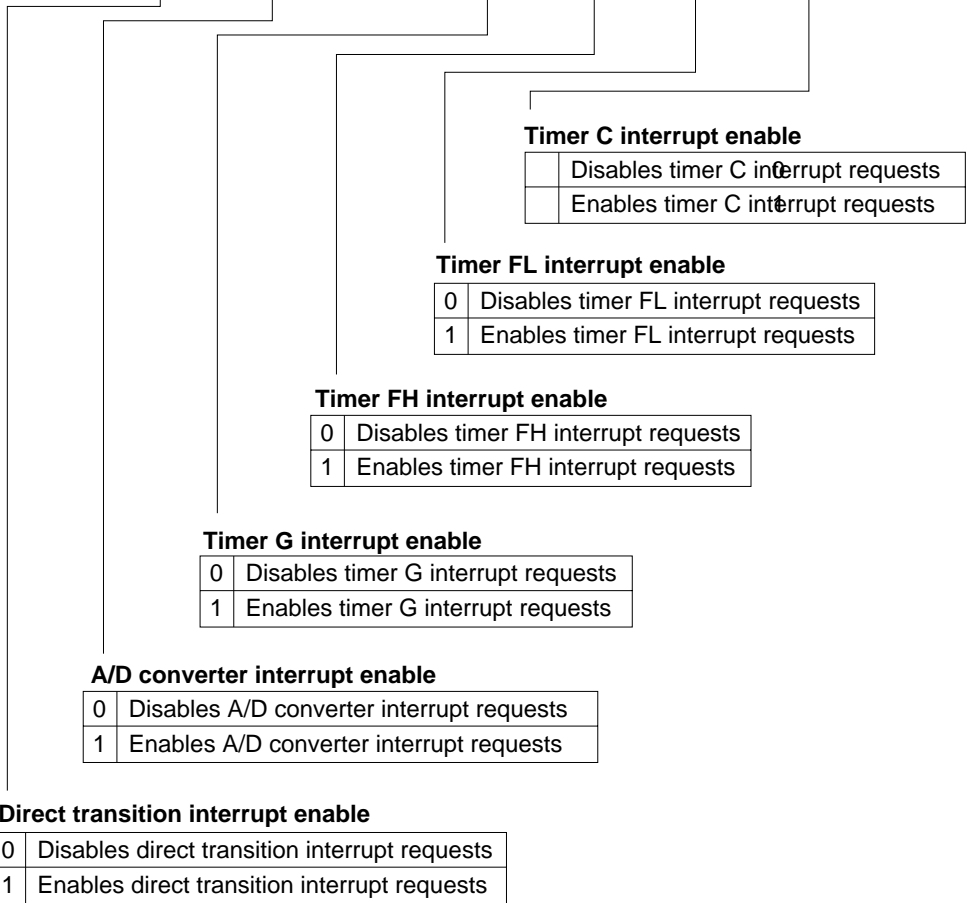 Timer C interrupt enable
0 Disables timer C interrupt requests
1 Enables timer C interrupt requests
Timer FL interrupt enable
0 Disables timer FL interrupt requests
1 Enables timer FL interrupt requests
Timer FH interrupt enable
0 Disables timer FH interrupt requests
1 Enables timer FH interrupt requests
Timer G interrupt enable
0 Disables timer G interrupt requests
1 Enables timer G interrupt requests
A/D converter interrupt enable
0 Disables A/D converter interrupt requests
1 Enables A/D converter interrupt requests
Direct transition interrupt enable
0 Disables direct transition interrupt requests
1 Enables direct transition interrupt requests